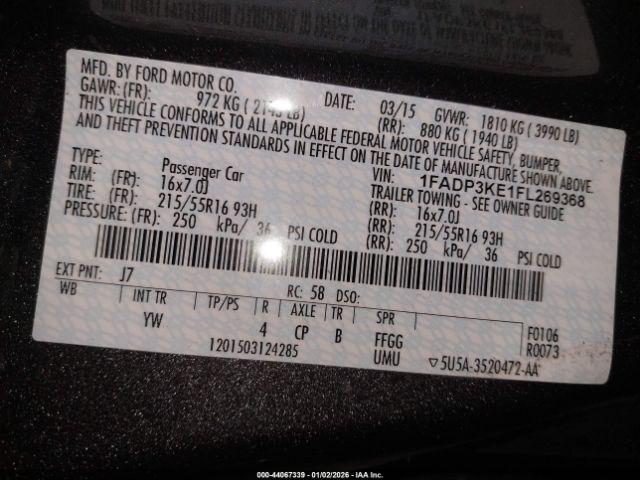 MFD. BY FORD MOTOR CO.
DATE: 03/15 GVWR: 1810 KG ( 3990 LB)
GAWR: (FR): 972 KG ( 2143 LB) (RR): 880 KG ( 1940 LB)
THIS VEHICLE CONFORMS TO ALL APPLICABLE FEDERAL MOTOR VEHICLE SAFETY, BUMPER,
AND THEFT PREVENTION STANDARDS IN EFFECT ON THE DATE OF MANUFACTURE SHOWN ABOVE.
VIN: 1FADP3KE1FL269368
TYPE: Passenger Car TRAILER TOWING - SEE OWNER GUIDE
RIM: (FR): 16x7.0J (RR): 16x7.0J
TIRE: (FR): 215/55R16 93H (RR): 215/55R16 93H
PRESSURE: (FR): 250 kPa/ 36 PSI COLD (RR): 250 kPa/ 36 PSI COLD
EXT PNT: J7 RC: 58 DSO:
WB INT TR TP/PS R AXLE TR SPR F0106
YW 4 CP B FFGG R0073
1201503124285 UMU ▽5U5A-3520472-AA
000-44067339 - 01/02/2026 - IAA Inc.